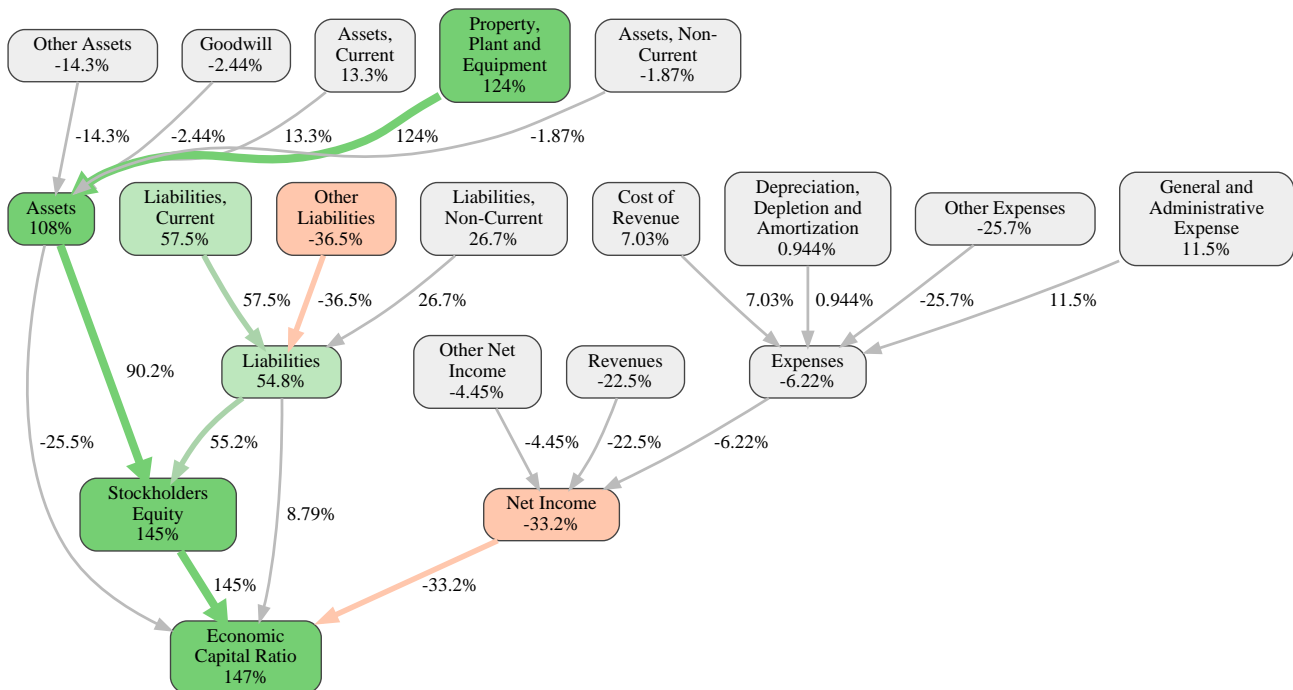 Other Assets
-14.3%
Goodwill
-2.44%
Assets,
Current
13.3%
Property,
Plant and
Equipment
124%
Assets, Non-
Current
-1.87%
-14.3%
-2.44%
13.3%
124%
-1.87%
Assets
108%
Liabilities,
Current
57.5%
Other
Liabilities
-36.5%
Liabilities,
Non-Current
26.7%
Cost of
Revenue
7.03%
Depreciation,
Depletion and
Amortization
0.944%
Other Expenses
-25.7%
General and
Administrative
Expense
11.5%
57.5%
-36.5%
26.7%
7.03%
0.944%
-25.7%
11.5%
90.2%
Liabilities
54.8%
Other Net
Income
-4.45%
Revenues
-22.5%
Expenses
-6.22%
-25.5%
55.2%
-4.45%
-22.5%
-6.22%
Stockholders
Equity
145%
8.79%
Net Income
-33.2%
145%
-33.2%
Economic
Capital Ratio
147%